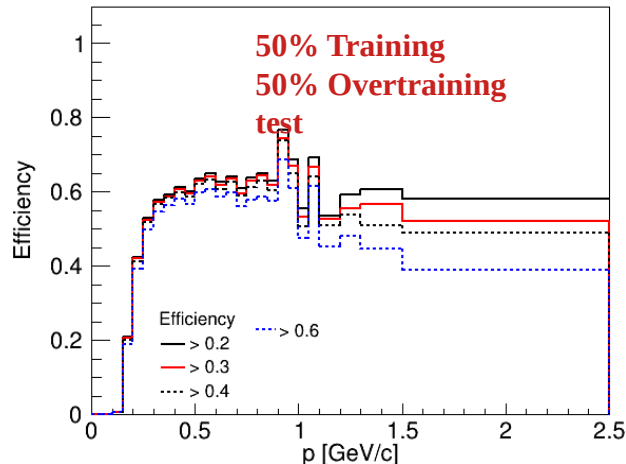 50% Training
50% Overtraining
test
1
0.8
0.6
0.4
0.2
0
Efficiency
Efficiency
> 0.2
> 0.3
> 0.4
> 0.6
0 0.5 1 1.5 2 2.5
p [GeV/c]